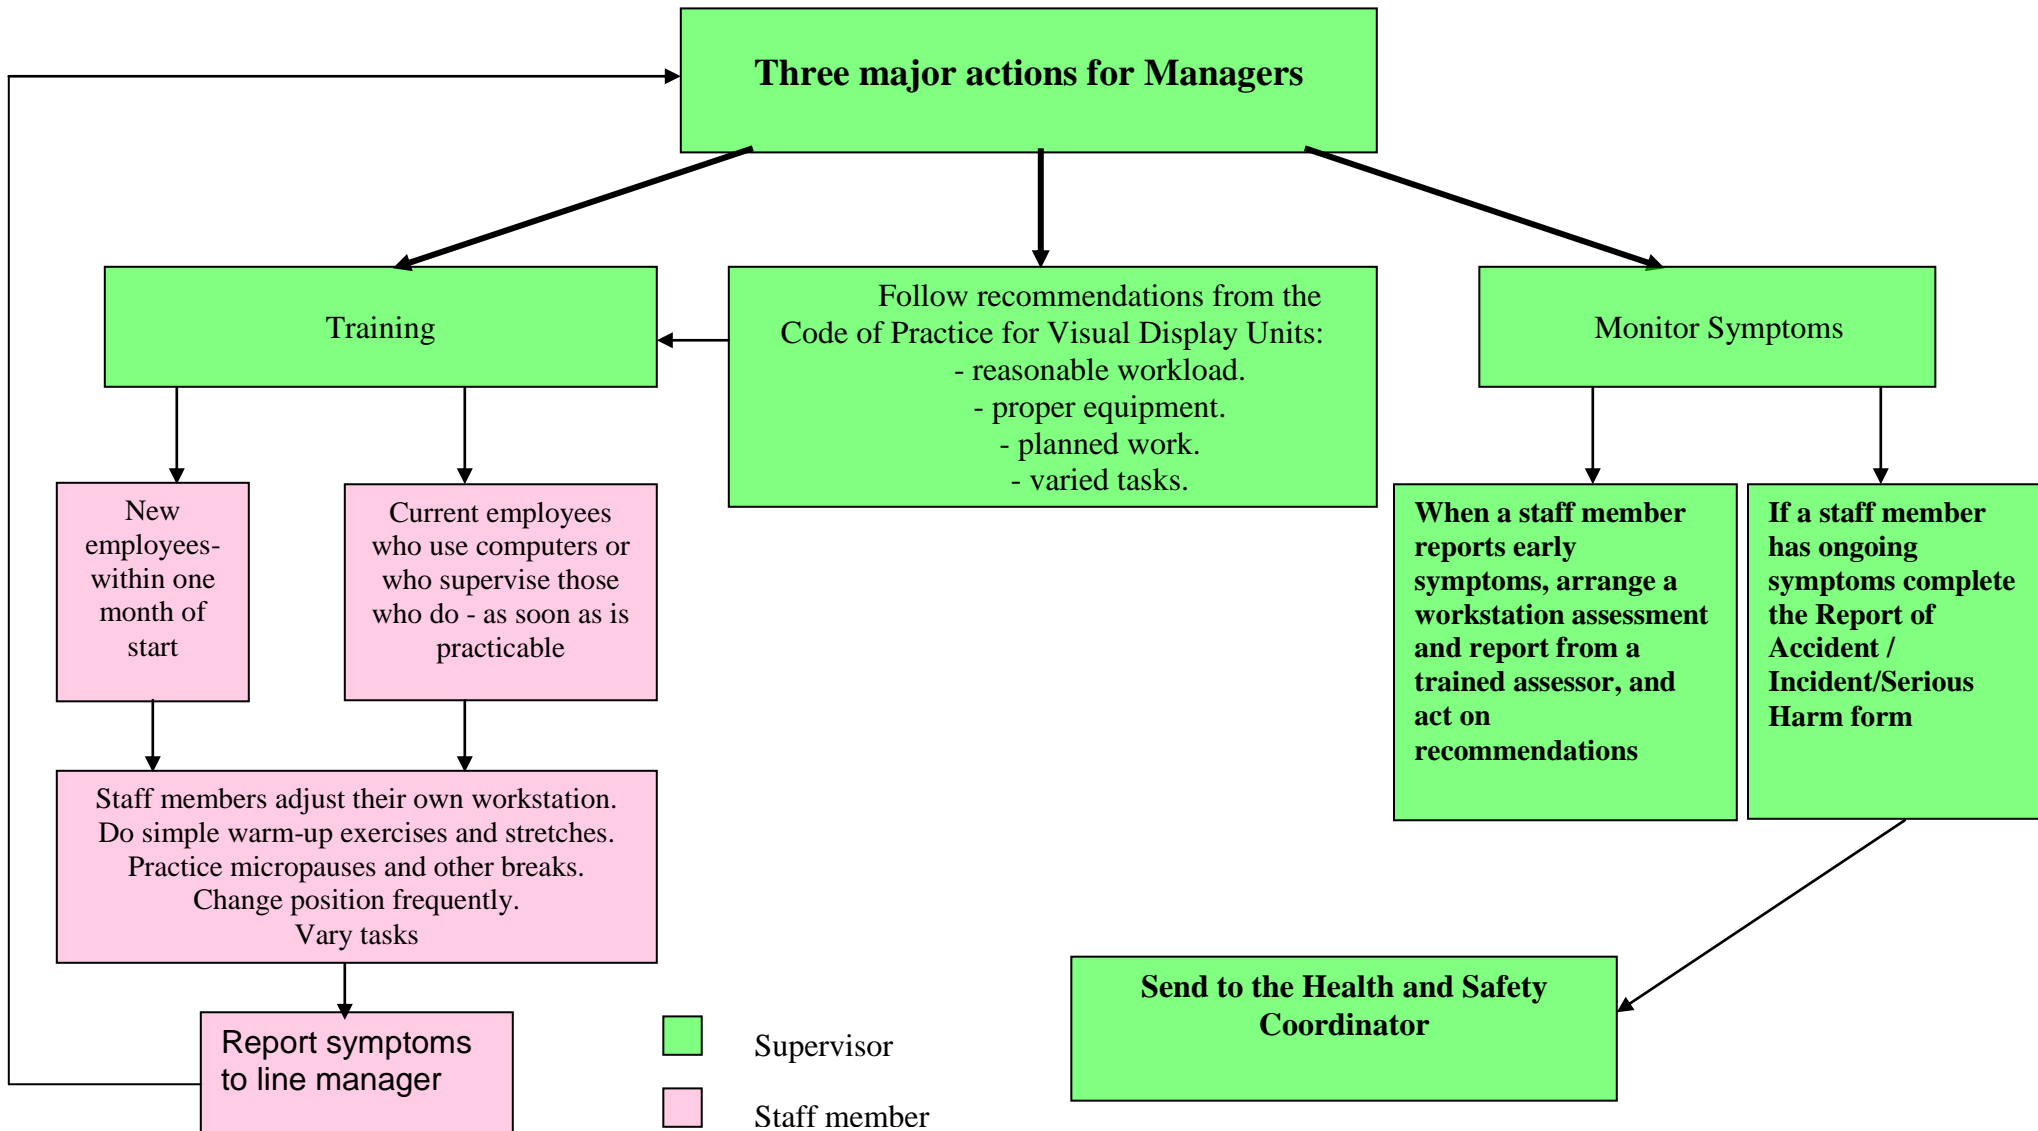 Three major actions for Managers
Training
Follow recommendations from the
Code of Practice for Visual Display Units:
- reasonable workload.
- proper equipment.
- planned work.
- varied tasks.
Monitor Symptoms
New
employees-
within one
month of
start
Current employees
who use computers or
who supervise those
who do - as soon as is
practicable
When a staff member
reports early
symptoms, arrange a
workstation assessment
and report from a
trained assessor, and
act on
recommendations
If a staff member
has ongoing
symptoms complete
the Report of
Accident /
Incident/Serious
Harm form
Staff members adjust their own workstation.
Do simple warm-up exercises and stretches.
Practice micropauses and other breaks.
Change position frequently.
Vary tasks
Send to the Health and Safety
Coordinator
Report symptoms
to line manager
Supervisor
Staff member